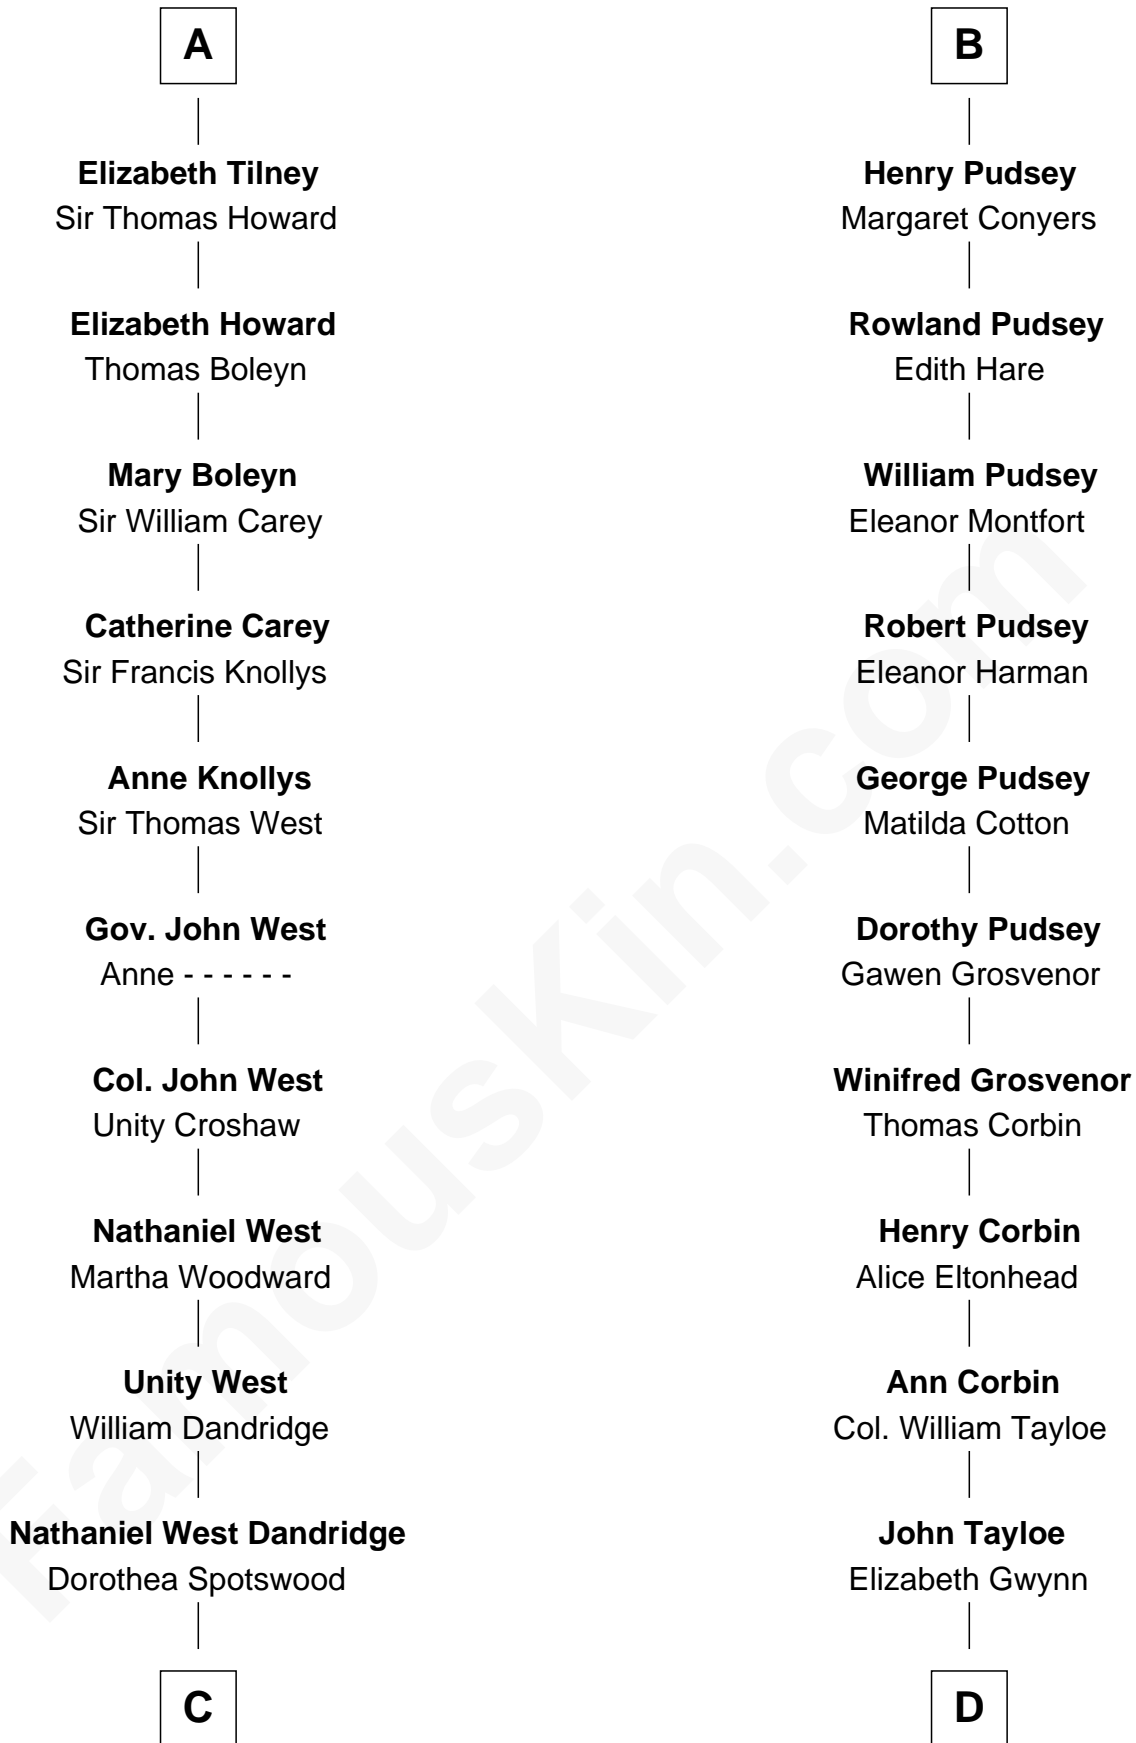 A
Elizabeth Tilney
Sir Thomas Howard
Elizabeth Howard
Thomas Boleyn
Mary Boleyn
Sir William Carey
Catherine Carey
Sir Francis Knollys
Anne Knollys
Sir Thomas West
Gov. John West
Anne - - - - - -
Col. John West
Unity Croshaw
Nathaniel West
Martha Woodward
Unity West
William Dandridge
Nathaniel West Dandridge
Dorothea Spotswood
C
B
Henry Pudsey
Margaret Conyers
Rowland Pudsey
Edith Hare
William Pudsey
Eleanor Montfort
Robert Pudsey
Eleanor Harman
George Pudsey
Matilda Cotton
Dorothy Pudsey
Gawen Grosvenor
Winifred Grosvenor
Thomas Corbin
Henry Corbin
Alice Eltonhead
Ann Corbin
Col. William Tayloe
John Tayloe
Elizabeth Gwynn
D
FamousKin.com